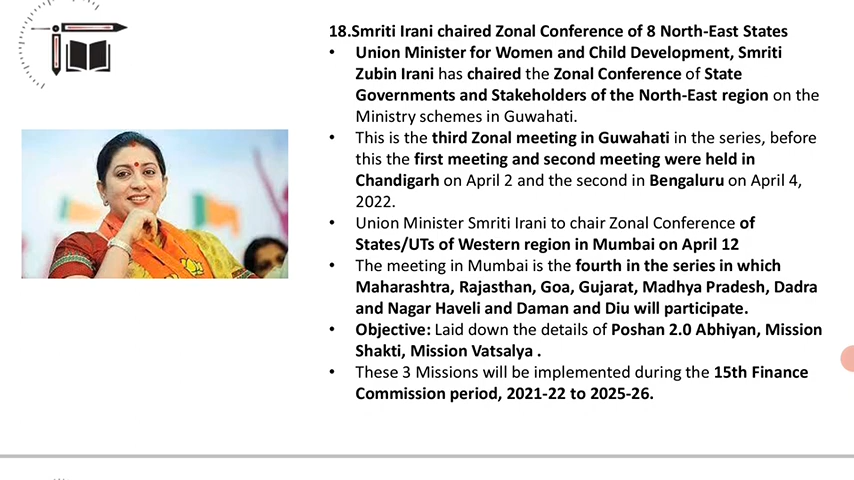 18.Smriti Irani chaired Zonal Conference of 8 North-East States
• Union Minister for Women and Child Development, Smriti
Zubin Irani has chaired the Zonal Conference of State
Governments and Stakeholders of the North-East region on the
Ministry schemes in Guwahati.
• This is the third Zonal meeting in Guwahati in the series, before
this the first meeting and second meeting were held in
Chandigarh on April 2 and the second in Bengaluru on April 4,
2022.
• Union Minister Smriti Irani to chair Zonal Conference of
States/UTs of Western region in Mumbai on April 12
• The meeting in Mumbai is the fourth in the series in which
Maharashtra, Rajasthan, Goa, Gujarat, Madhya Pradesh, Dadra
and Nagar Haveli and Daman and Diu will participate.
• Objective: Laid down the details of Poshan 2.0 Abhiyan, Mission
Shakti, Mission Vatsalya .
• These 3 Missions will be implemented during the 15th Finance
Commission period, 2021-22 to 2025-26.